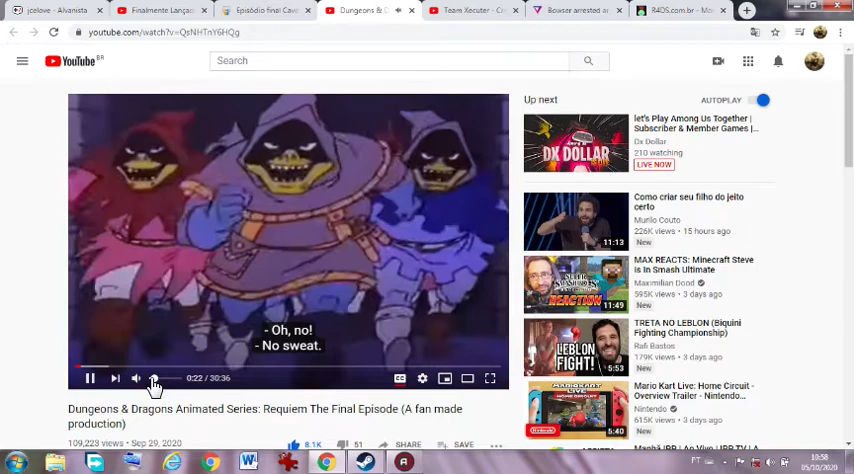 jcelove - Alvanista
Finalmente Lançad
Episódio final Cave
Dungeons & D
Team Xecuter - C
Bowser arrested a
R4DS.com.br - Mo
youtube.com/watch?v=QsNHTnY6HQg
YouTube BR
Search
Up next
AUTOPLAY
let's Play Among Us Together |
Subscriber & Member Games |...
Dx Dollar
210 watching
LIVE NOW
DX DOLLAR
Como criar seu filho do jeito
certo
Murilo Couto
226K views • 15 hours ago
New
11:13
MAX REACTS: Minecraft Steve
Is In Smash Ultimate
Maximilian Dood
595K views • 3 days ago
New
REACTION
11:49
TRETA NO LEBLON (Biquini
Fighting Championship)
Rafi Bastos
179K views • 3 days ago
New
LEBLON
FIGHT!
5:53
Mario Kart Live: Home Circuit -
Overview Trailer - Nintendo...
Nintendo
615K views • 3 days ago
New
5:40
- Oh, no!
- No sweat.
0:22 / 30:36
Dungeons & Dragons Animated Series: Requiem The Final Episode (A fan made
production)
109,223 views • Sep 29, 2020
8.1K
51
SHARE
SAVE
PT
10:58
05/10/2020